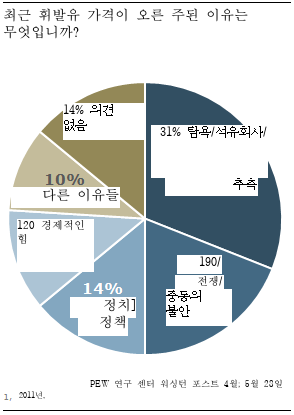 최근 휘발유 가격이 오른 주된 이유는
무엇입니까?
14% 의견
없음
31% 탐욕/석유회사/
추측
10%
다른 이유들
120 경제적인
힘
190/
전쟁/
중동의
불안
14%
정치]
정책
PEW 연구 센터 워싱턴 포스트 4월; 5월 28일
1, 2011년.